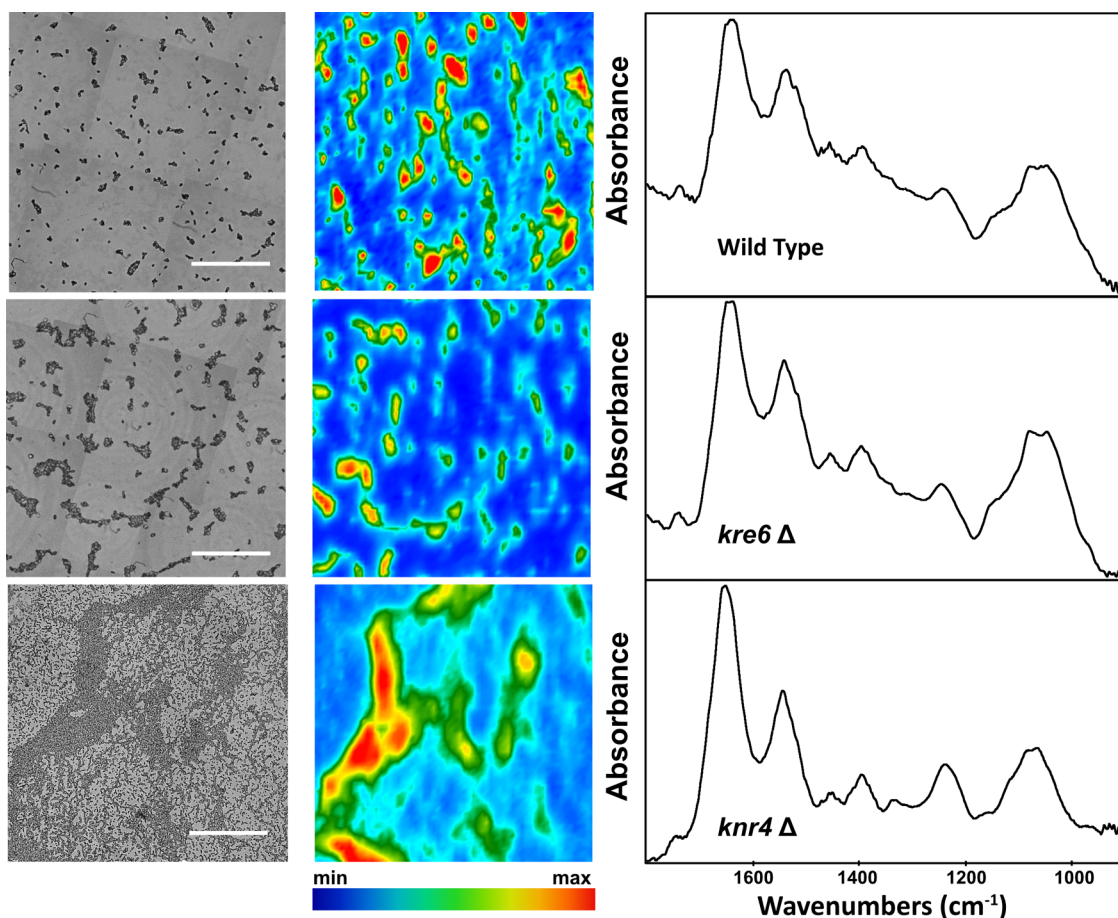 Absorbance
Wild Type
Absorbance
kre6 Δ
Absorbance
knr4 Δ
min max
1600 1400 1200 1000
Wavenumbers (cm-1)